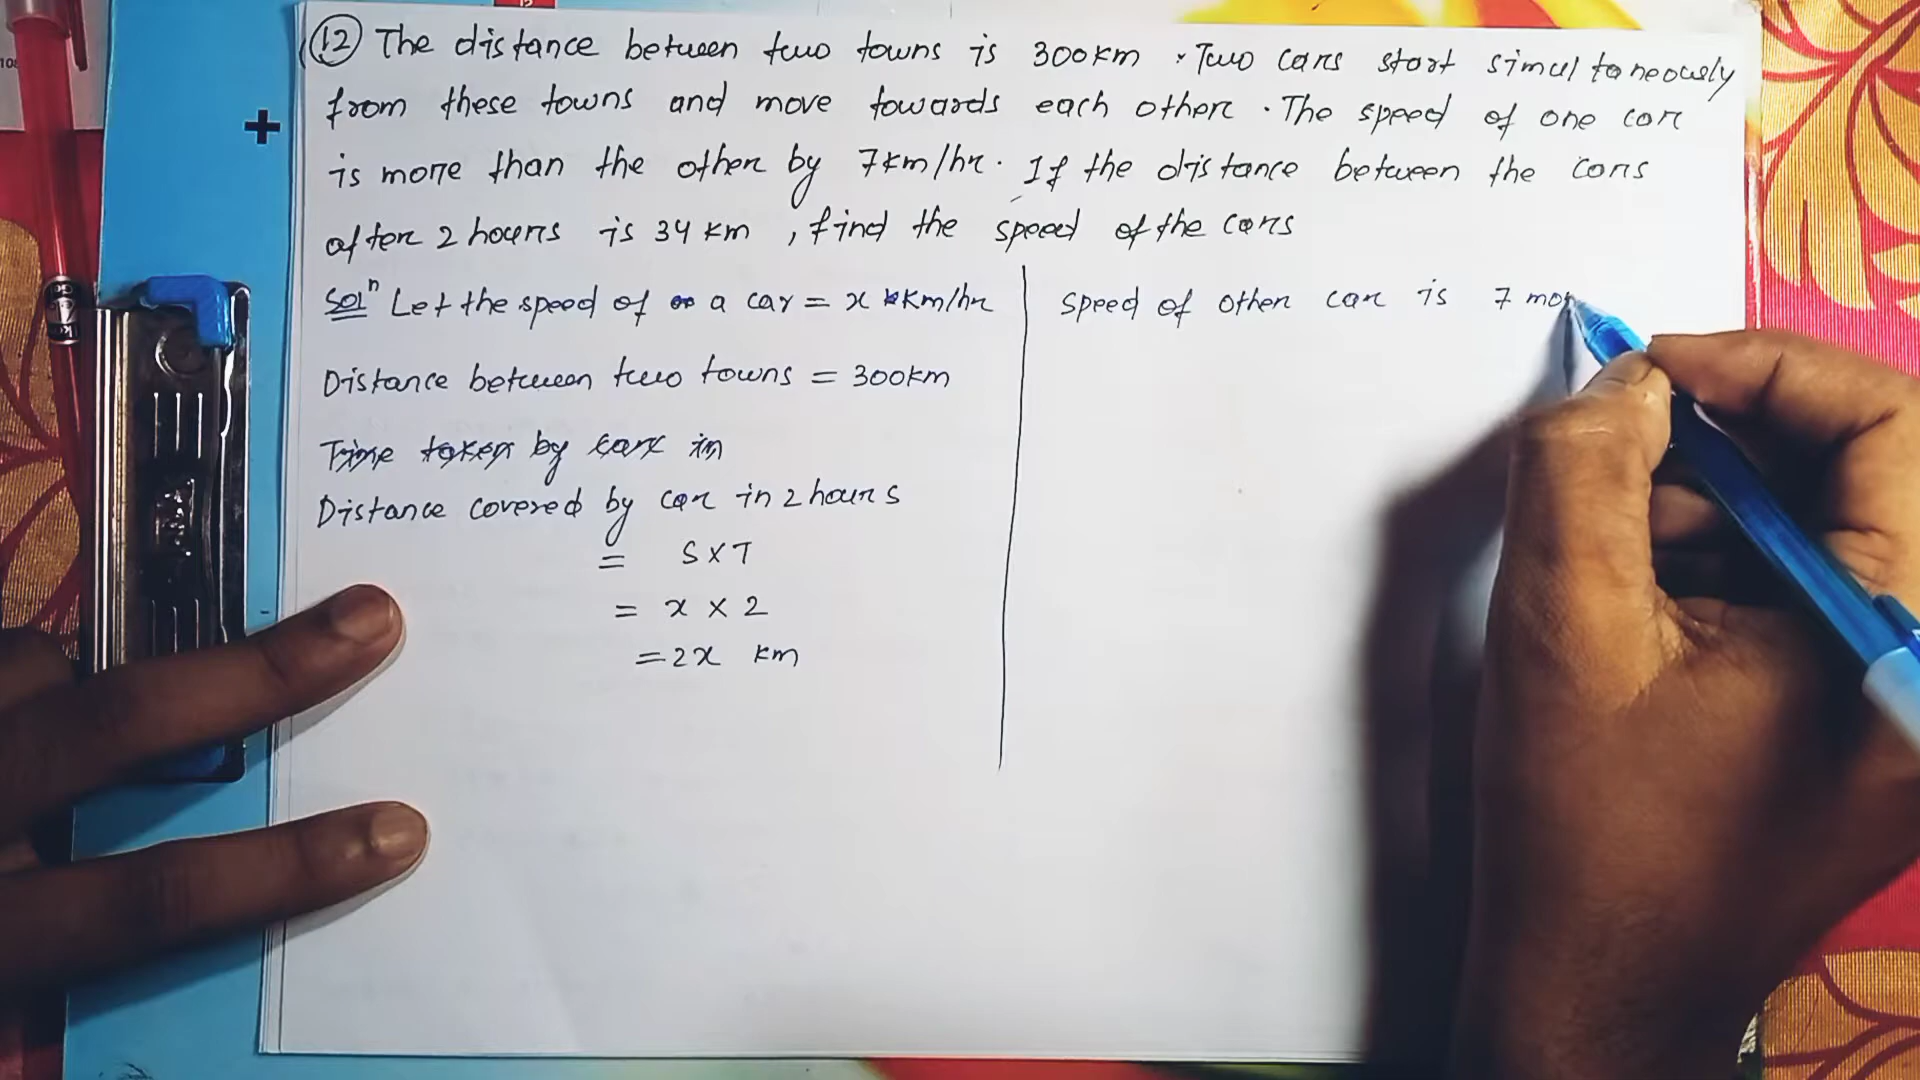 12 The distance between two towns is 300km. Two cars start simultaneously
from these towns and move towards each other. The speed of one car
is more than the other by 7km/hr. If the distance between the cars
after 2 hours is 34 km, find the speed of the cars
Solⁿ Let the speed of a car = x km/hr
Distance between two towns = 300km
Time taken by car in
Distance covered by car in 2 hours
= S X T
= x × 2
= 2x km
Speed of other car is 7 mor